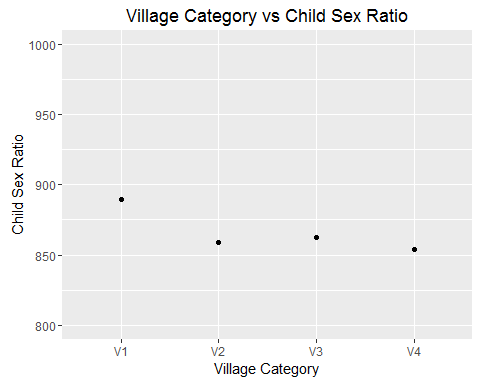 Village Category vs Child Sex Ratio
1000
950
900
850
800
Child Sex Ratio
V1 V2 V3 V4
Village Category